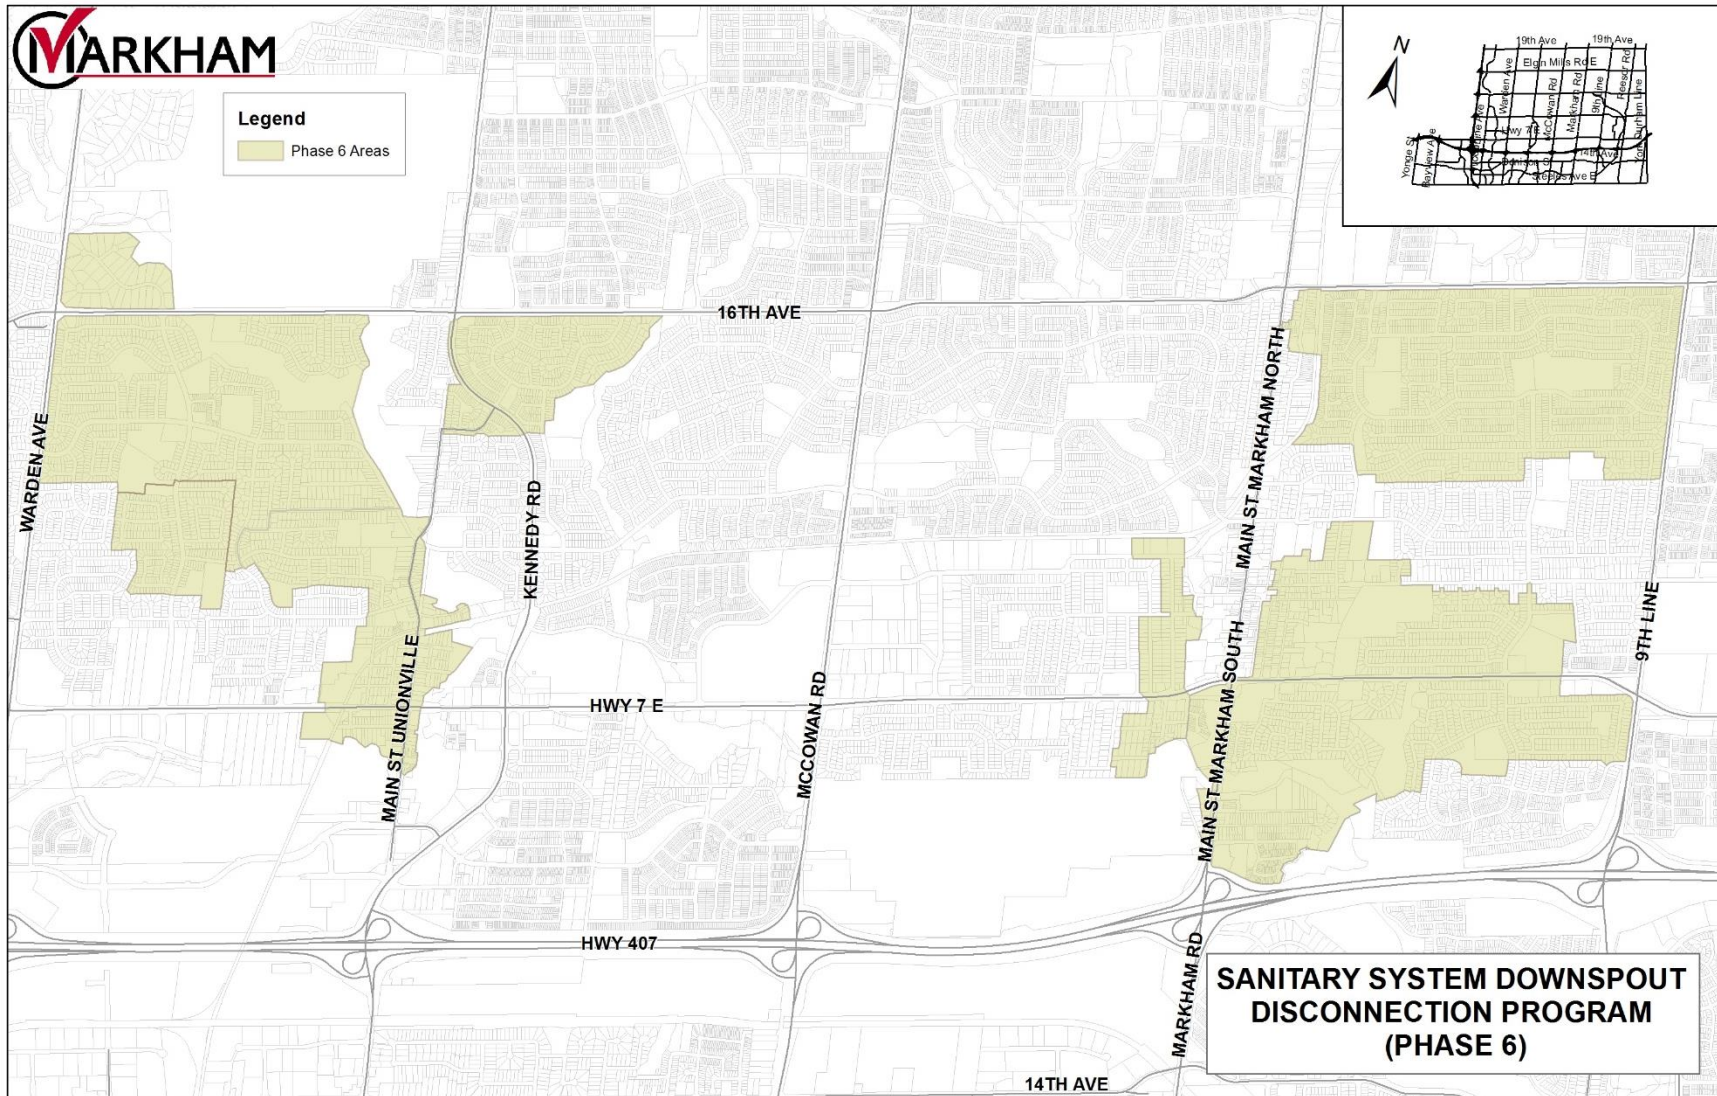 MARKHAM
Legend
Phase 6 Areas
N
19th Ave
19th Ave
Elgin Mills Rd E
Warden Ave
McCowan Rd
Markham Rd
9th Line
Reesor Rd
Hwy 7 E
14th Ave
Steeles Ave E
Yonge St
Bayview Ave
16TH AVE
WARDEN AVE
KENNEDY RD
MAIN ST UNIONVILLE
HWY 7 E
MCCOWAN RD
MAIN ST MARKHAM NORTH
MAIN ST MARKHAM SOUTH
9TH LINE
HWY 407
MARKHAM RD
14TH AVE
SANITARY SYSTEM DOWNSPOUT
DISCONNECTION PROGRAM
(PHASE 6)